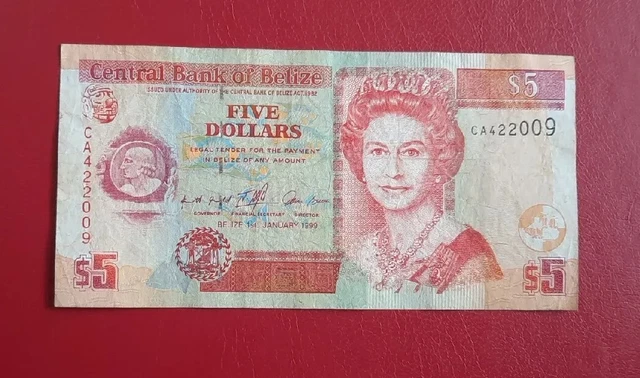 Central Bank of Belize
ISSUED UNDER AUTHORITY OF THE CENTRAL BANK OF BELIZE ACT 1982
$5
FIVE
DOLLARS
CA422009
CA422009
LEGAL TENDER FOR THE PAYMENT
IN BELIZE OF ANY AMOUNT
GOVERNOR FINANCIAL SECRETARY DIRECTOR
1st JANUARY 1999
$5
$5